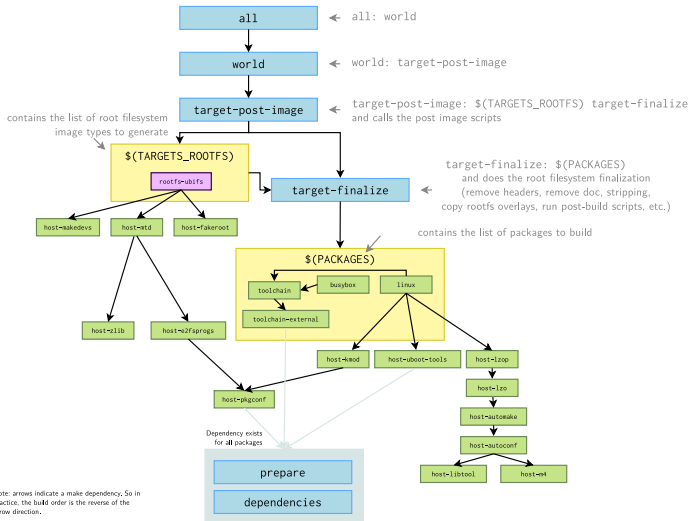 all
all: world
world
world: target-post-image
target-post-image
target-post-image: $(TARGETS_ROOTFS) target-finalize
and calls the post image scripts
contains the list of root filesystem
image types to generate
$(TARGETS_ROOTFS)
rootfs-ubifs
target-finalize
target-finalize: $(PACKAGES)
and does the root filesystem finalization
(remove headers, remove doc, stripping,
copy rootfs overlays, run post-build scripts, etc.)
host-makedevs
host-mtd
host-fakeroot
contains the list of packages to build
$(PACKAGES)
toolchain
busybox
linux
toolchain-external
host-zlib
host-e2fsprogs
host-kmod
host-uboot-tools
host-lzop
host-lzo
host-pkgconf
host-automake
host-autoconf
host-libtool
host-m4
Dependency exists
for all packages
prepare
dependencies
arrows indicate a make dependency. So in
the build order is the reverse of the
direction.